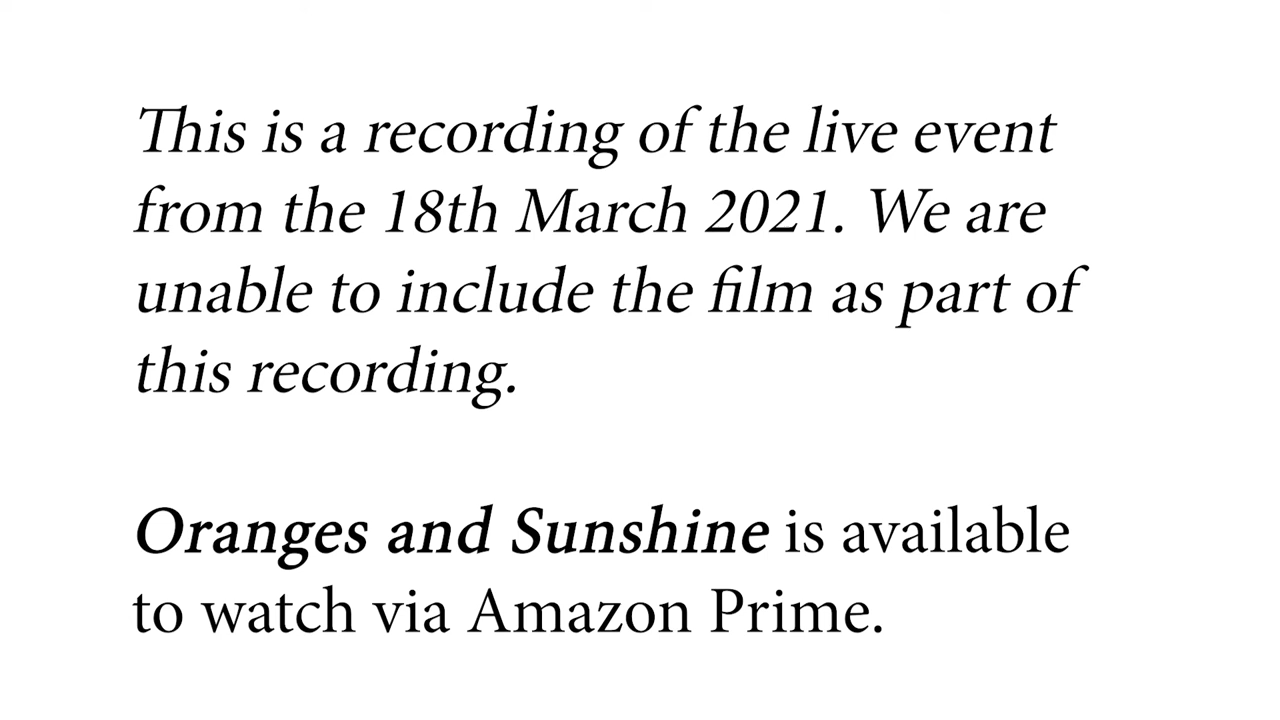 This is a recording of the live event
from the 18th March 2021. We are
unable to include the film as part of
this recording.
Oranges and Sunshine is available
to watch via Amazon Prime.